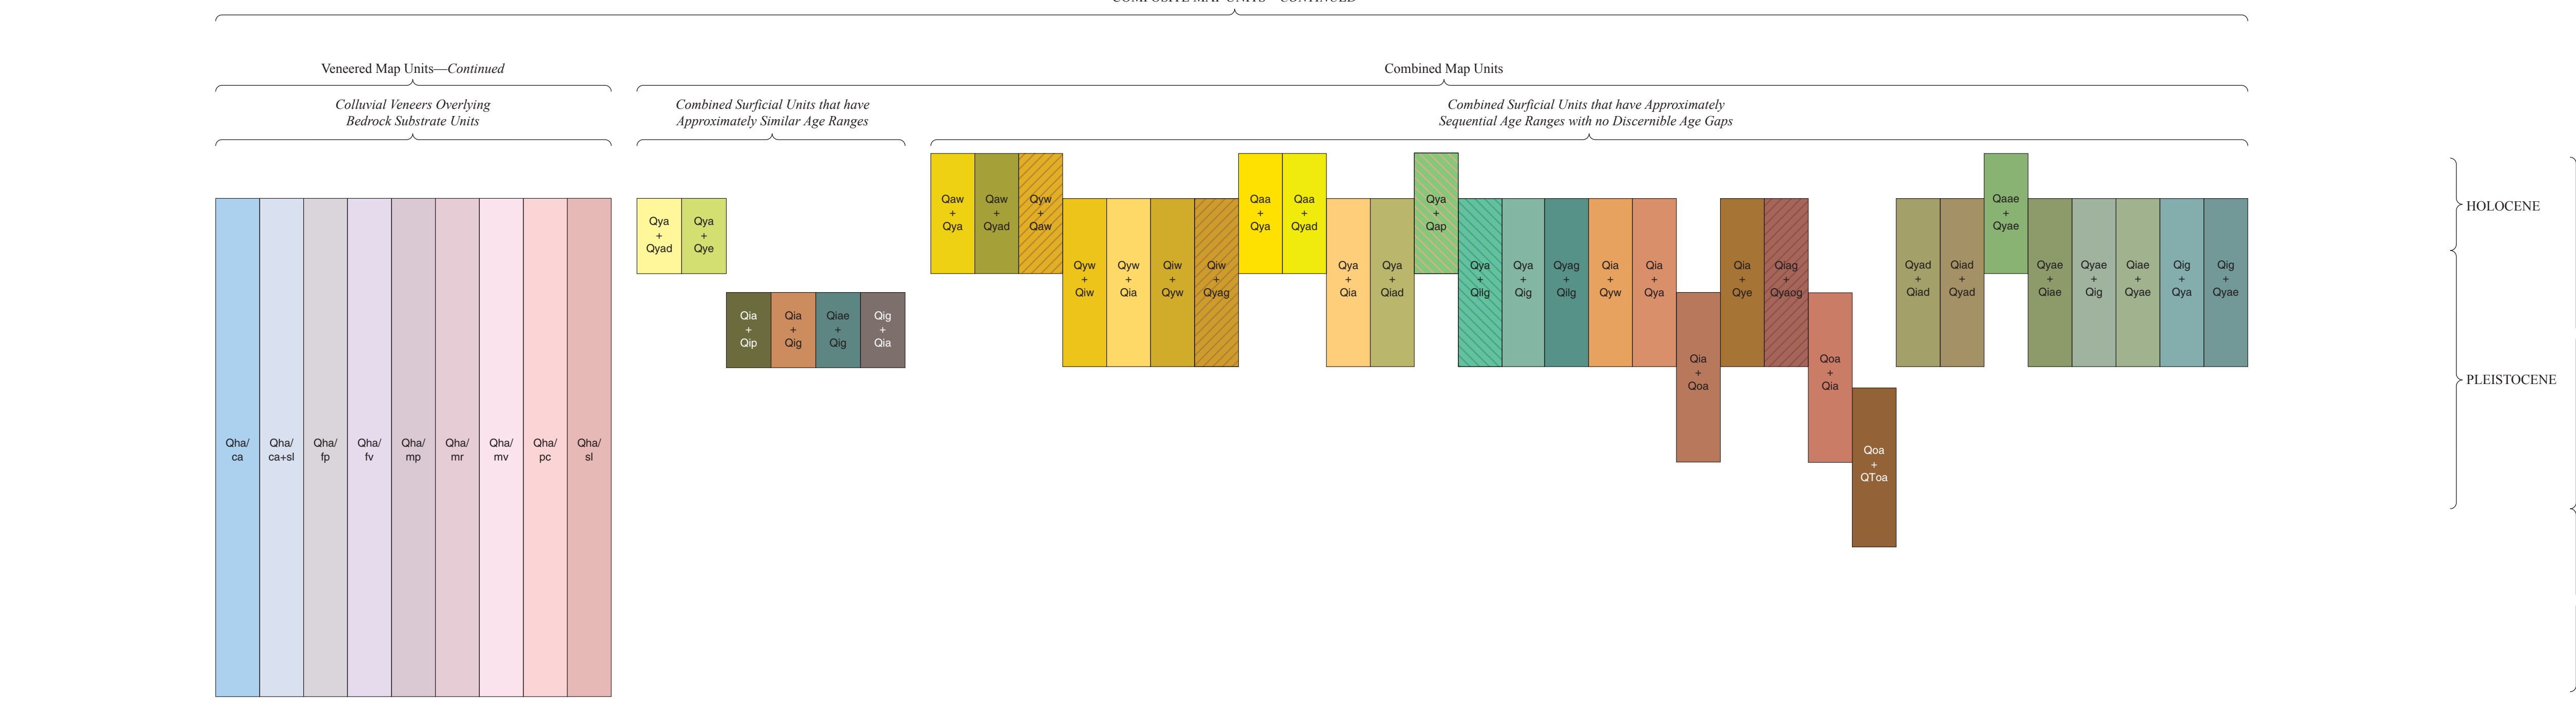 COMPOSITE MAP UNITS—CONTINUED
Veneered Map Units—Continued
Combined Map Units
Colluvial Veneers Overlying
Bedrock Substrate Units
Combined Surficial Units that have
Approximately Similar Age Ranges
Combined Surficial Units that have Approximately
Sequential Age Ranges with no Discernible Age Gaps
Qha/
ca
Qha/
ca+sl
Qha/
fp
Qha/
fv
Qha/
mp
Qha/
mr
Qha/
mv
Qha/
pc
Qha/
sl
Qya
+
Qyad
Qya
+
Qye
Qia
+
Qip
Qia
+
Qig
Qiae
+
Qig
Qig
+
Qia
Qaw
+
Qya
Qaw
+
Qyad
Qyw
+
Qaw
Qyw
+
Qiw
Qyw
+
Qia
Qiw
+
Qyw
Qiw
+
Qyag
Qaa
+
Qya
Qaa
+
Qyad
Qya
+
Qia
Qya
+
Qiad
Qya
+
Qap
Qya
+
Qilg
Qya
+
Qig
Qyag
+
Qilg
Qia
+
Qyw
Qia
+
Qya
Qia
+
Qoa
Qia
+
Qye
Qiag
+
Qyaog
Qoa
+
Qia
Qoa
+
QToa
Qyad
+
Qiad
Qiad
+
Qyad
Qaae
+
Qyae
Qyae
+
Qiae
Qyae
+
Qig
Qiae
+
Qyae
Qig
+
Qya
Qig
+
Qyae
HOLOCENE
PLEISTOCENE